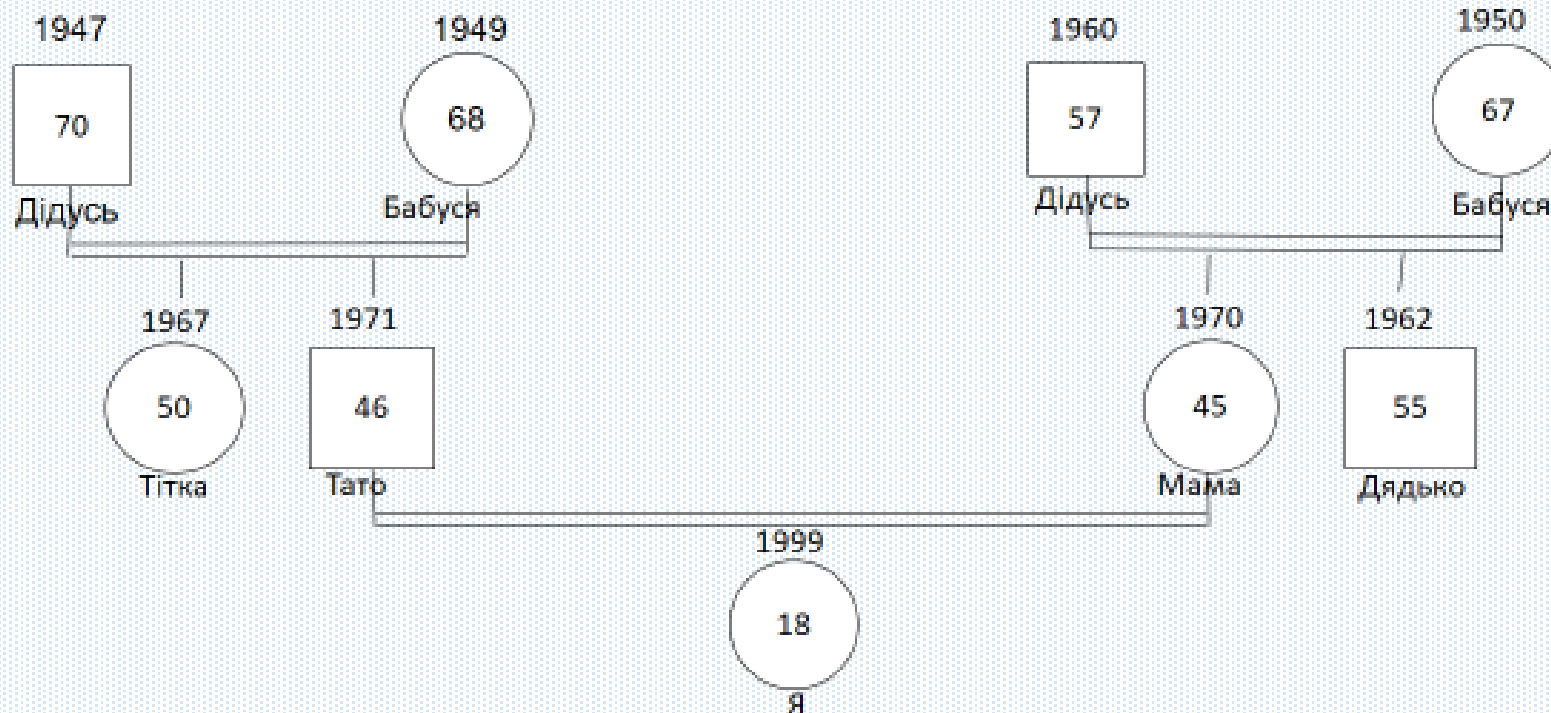 1947 1949 1960 1950
70 68 57 67
Дідусь Бабуся Дідусь Бабуся
1967 1971 1970 1962
50 46 45 55
Тітка Тато Мама Дядько
1999
18
Я